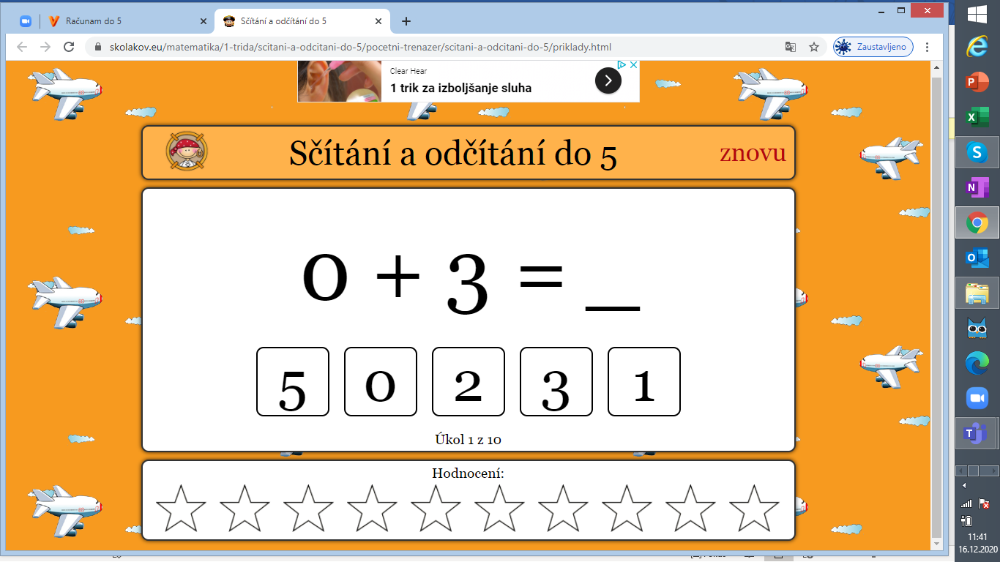 Računam do 5
Sčítání a odčítání do 5
skolakov.eu/matematika/1-trida/scitani-a-odcitani-do-5/pocetni-trenazer/scitani-a-odcitani-do-5/priklady.html
Zaustavljeno
Clear Hear
1 trik za izboljšanje sluha
Sčítání a odčítání do 5
znovu
0 + 3 = _
5 0 2 3 1
Úkol 1 z 10
Hodnocení:
11:41
16.12.2020